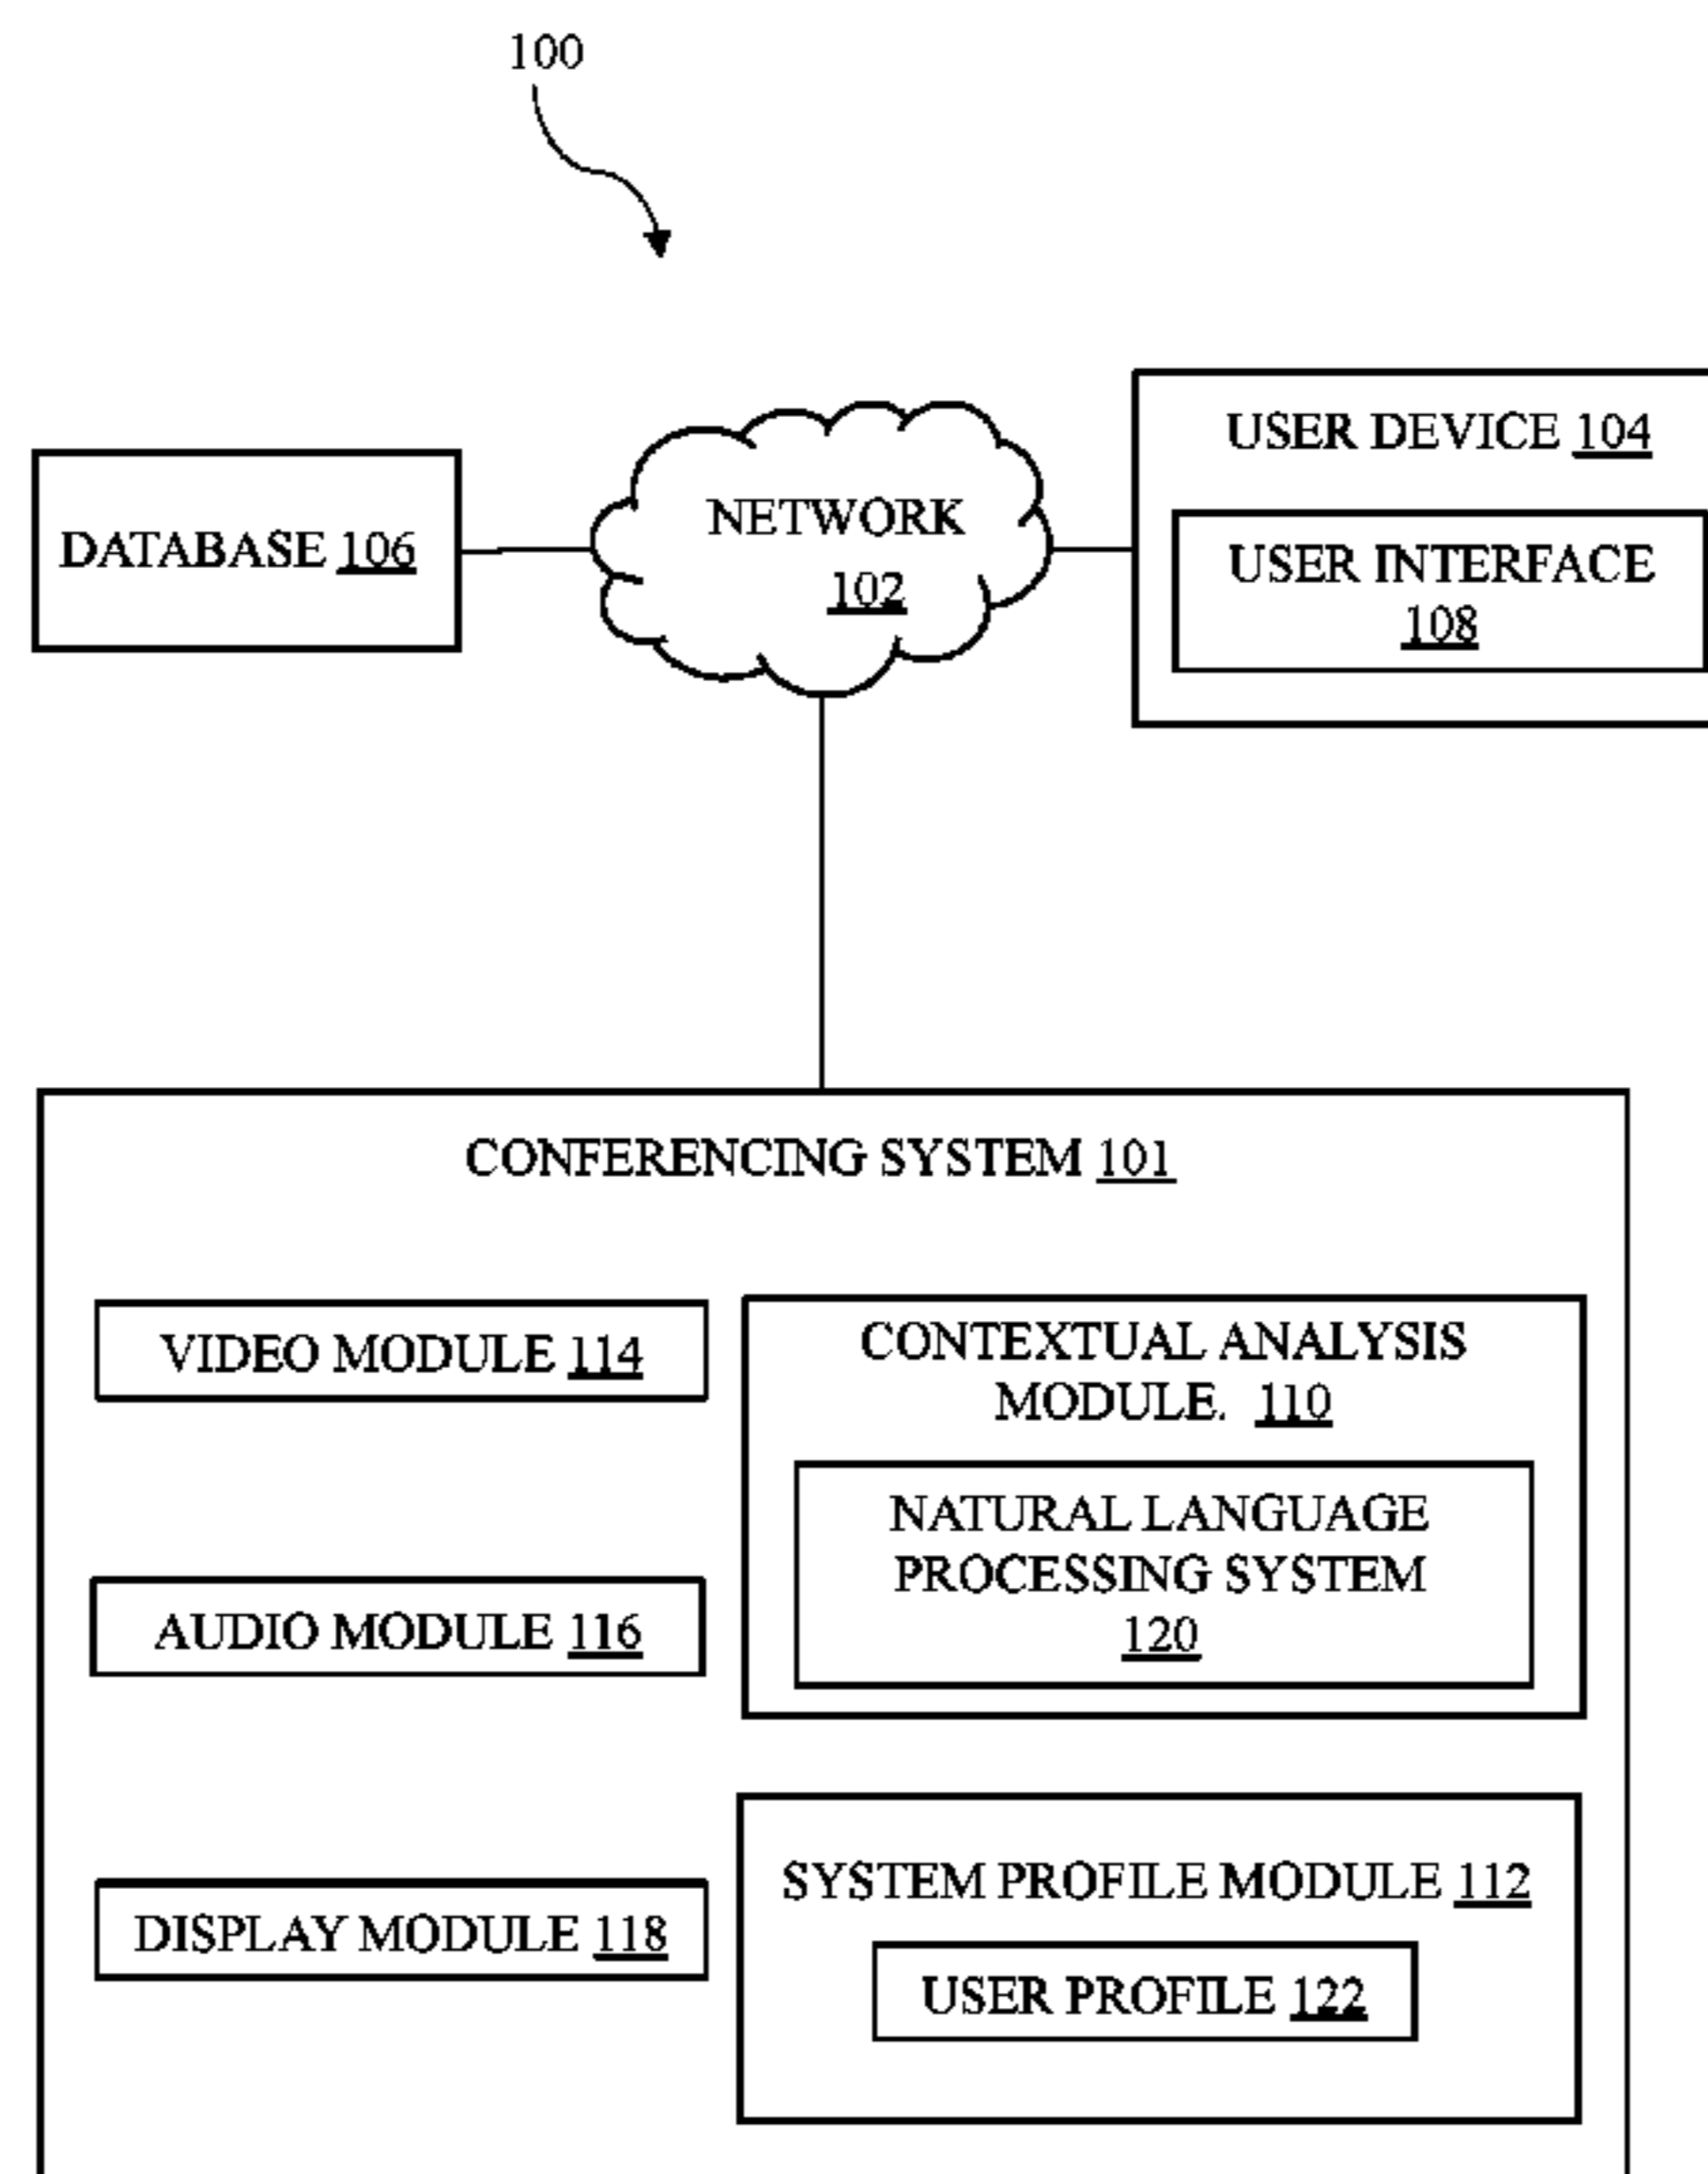 100
DATABASE 106
NETWORK
102
USER DEVICE 104
USER INTERFACE
108
CONFERENCING SYSTEM 101
VIDEO MODULE 114
AUDIO MODULE 116
DISPLAY MODULE 118
CONTEXTUAL ANALYSIS
MODULE. 110
NATURAL LANGUAGE
PROCESSING SYSTEM
120
SYSTEM PROFILE MODULE 112
USER PROFILE 122